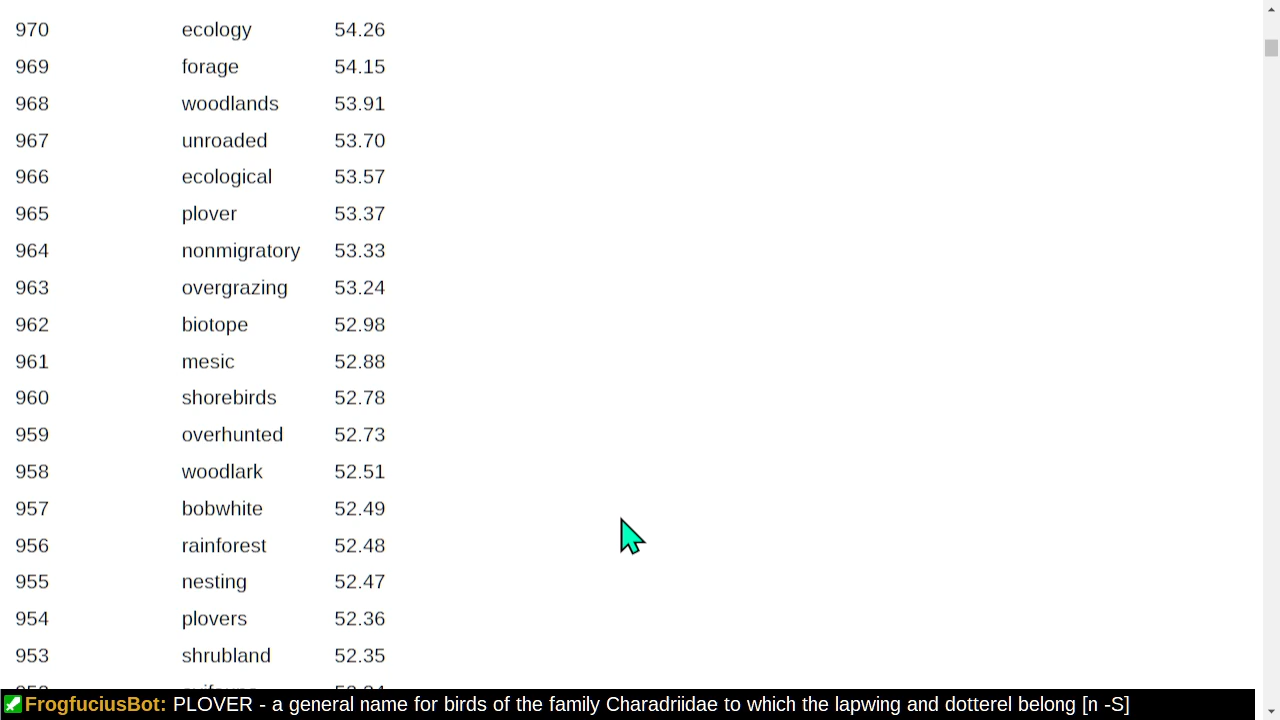 970 ecology 54.26
969 forage 54.15
968 woodlands 53.91
967 unroaded 53.70
966 ecological 53.57
965 plover 53.37
964 nonmigratory 53.33
963 overgrazing 53.24
962 biotope 52.98
961 mesic 52.88
960 shorebirds 52.78
959 overhunted 52.73
958 woodlark 52.51
957 bobwhite 52.49
956 rainforest 52.48
955 nesting 52.47
954 plovers 52.36
953 shrubland 52.35
FrogfuciusBot: PLOVER - a general name for birds of the family Charadriidae to which the lapwing and dotterel belong [n -S]